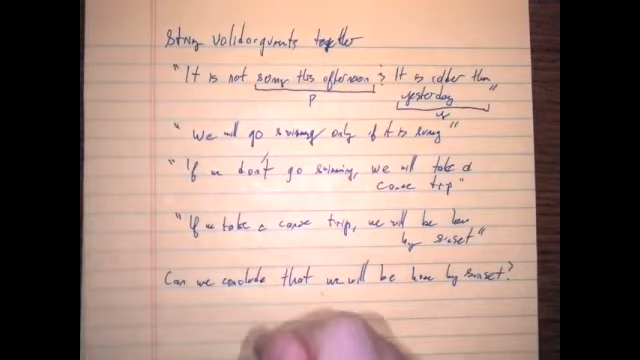 String valid arguments together
"It is not sunny this afternoon & It is colder than
yesterday"
p
q
"We will go swimming only if it is sunny"
"If we don't go swimming, we will take a
canoe trip"
"If we take a canoe trip, we will be home
by sunset"
Can we conclude that we will be home by sunset?